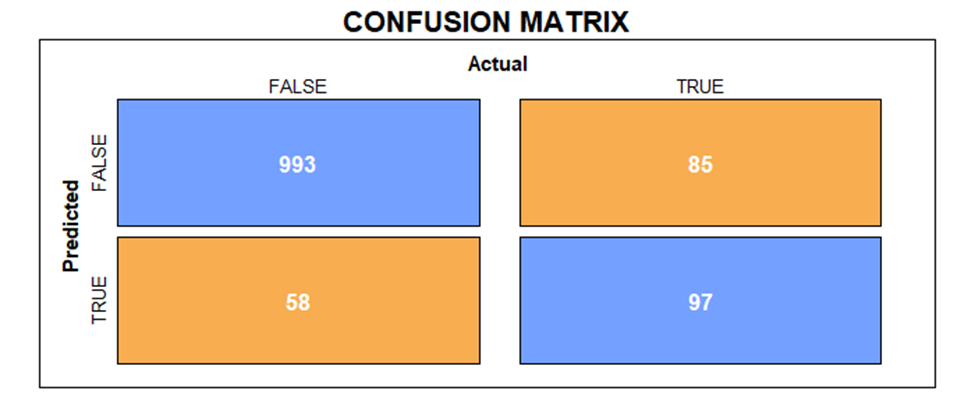 CONFUSION MATRIX
Actual
FALSE TRUE
Predicted
FALSE
993 85
TRUE
58 97